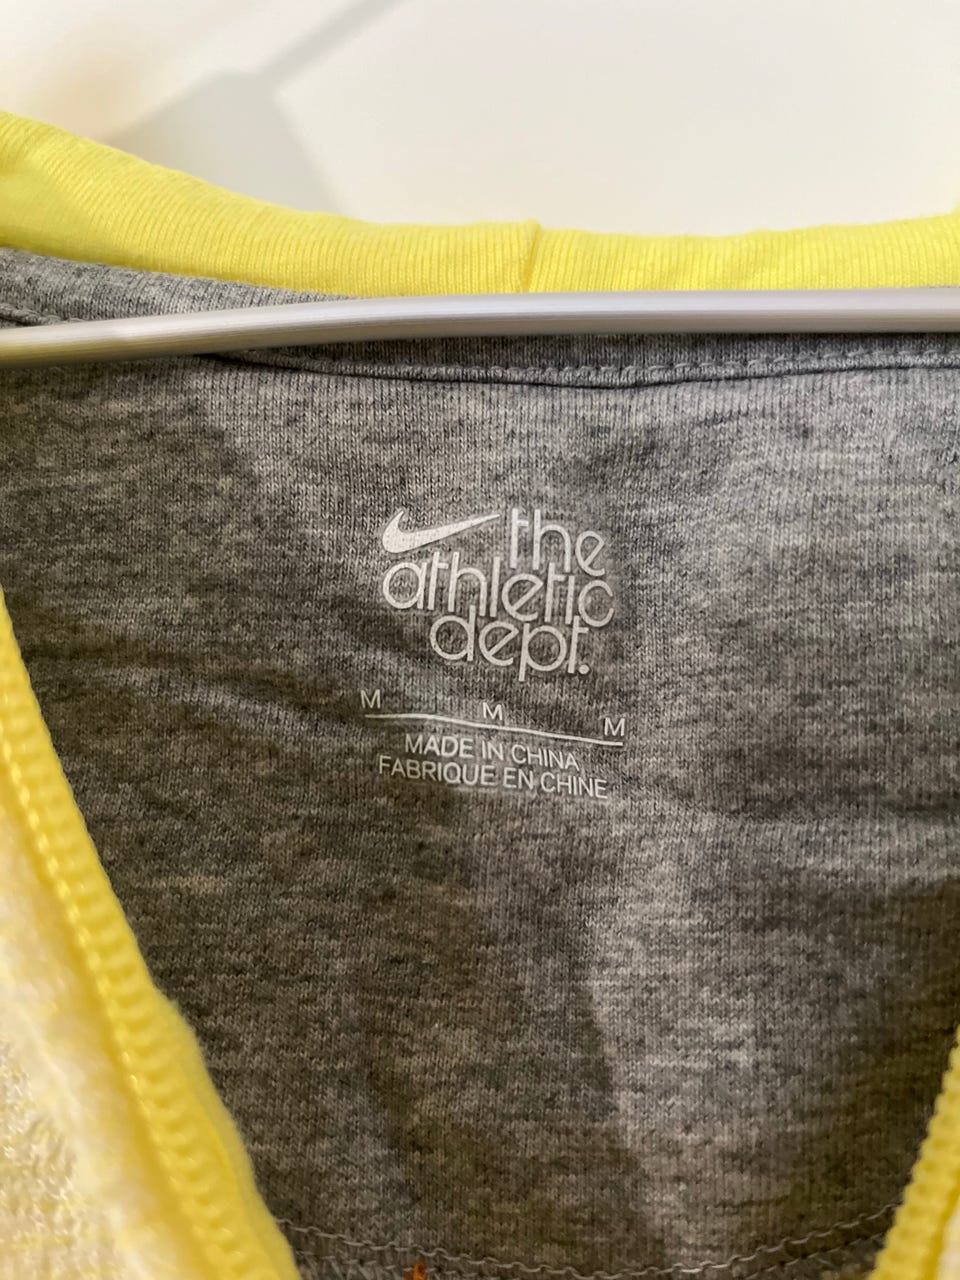 the
athletic
dept.
M M M
MADE IN CHINA
FABRIQUE EN CHINE